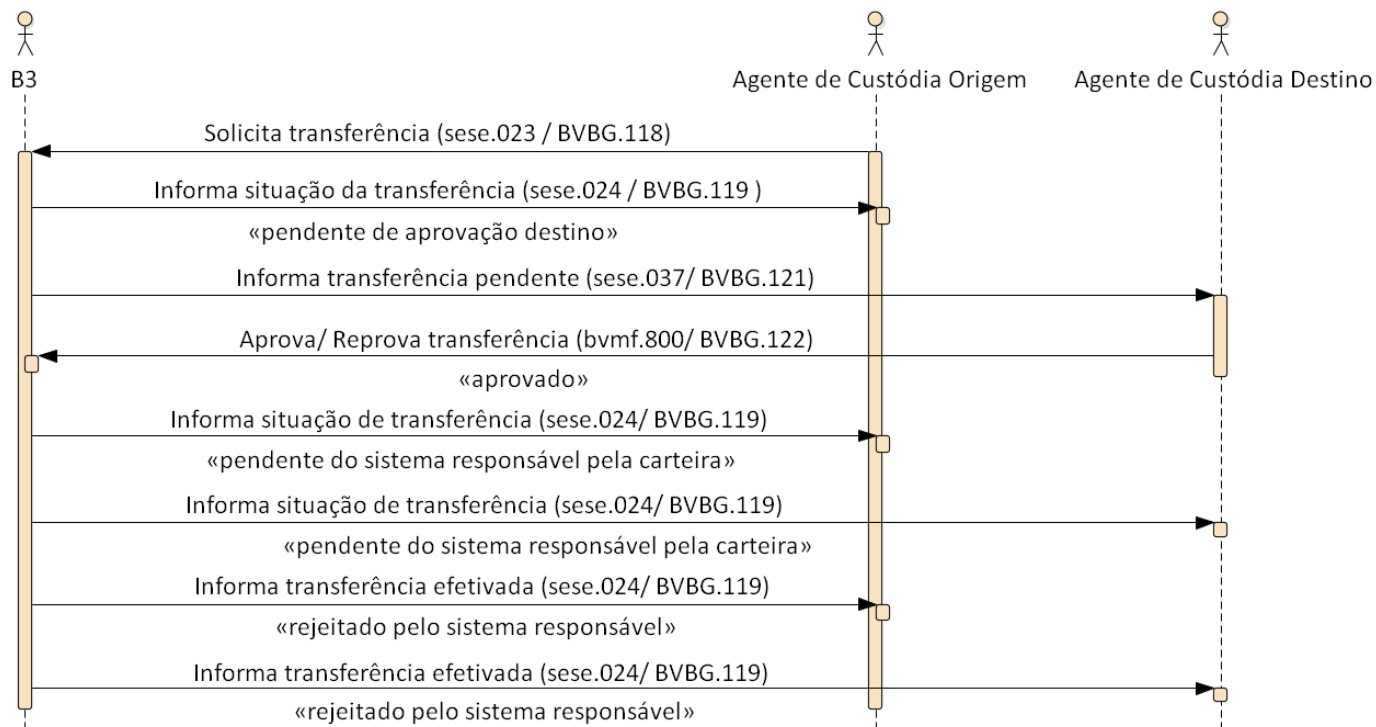 B3
Agente de Custódia Origem
Agente de Custódia Destino
Solicita transferência (sese.023 / BVBG.118)
Informa situação da transferência (sese.024 / BVBG.119 )
«pendente de aprovação destino»
Informa transferência pendente (sese.037/ BVBG.121)
Aprova/ Reprova transferência (bvmf.800/ BVBG.122)
«aprovado»
Informa situação de transferência (sese.024/ BVBG.119)
«pendente do sistema responsável pela carteira»
Informa situação de transferência (sese.024/ BVBG.119)
«pendente do sistema responsável pela carteira»
Informa transferência efetivada (sese.024/ BVBG.119)
«rejeitado pelo sistema responsável»
Informa transferência efetivada (sese.024/ BVBG.119)
«rejeitado pelo sistema responsável»